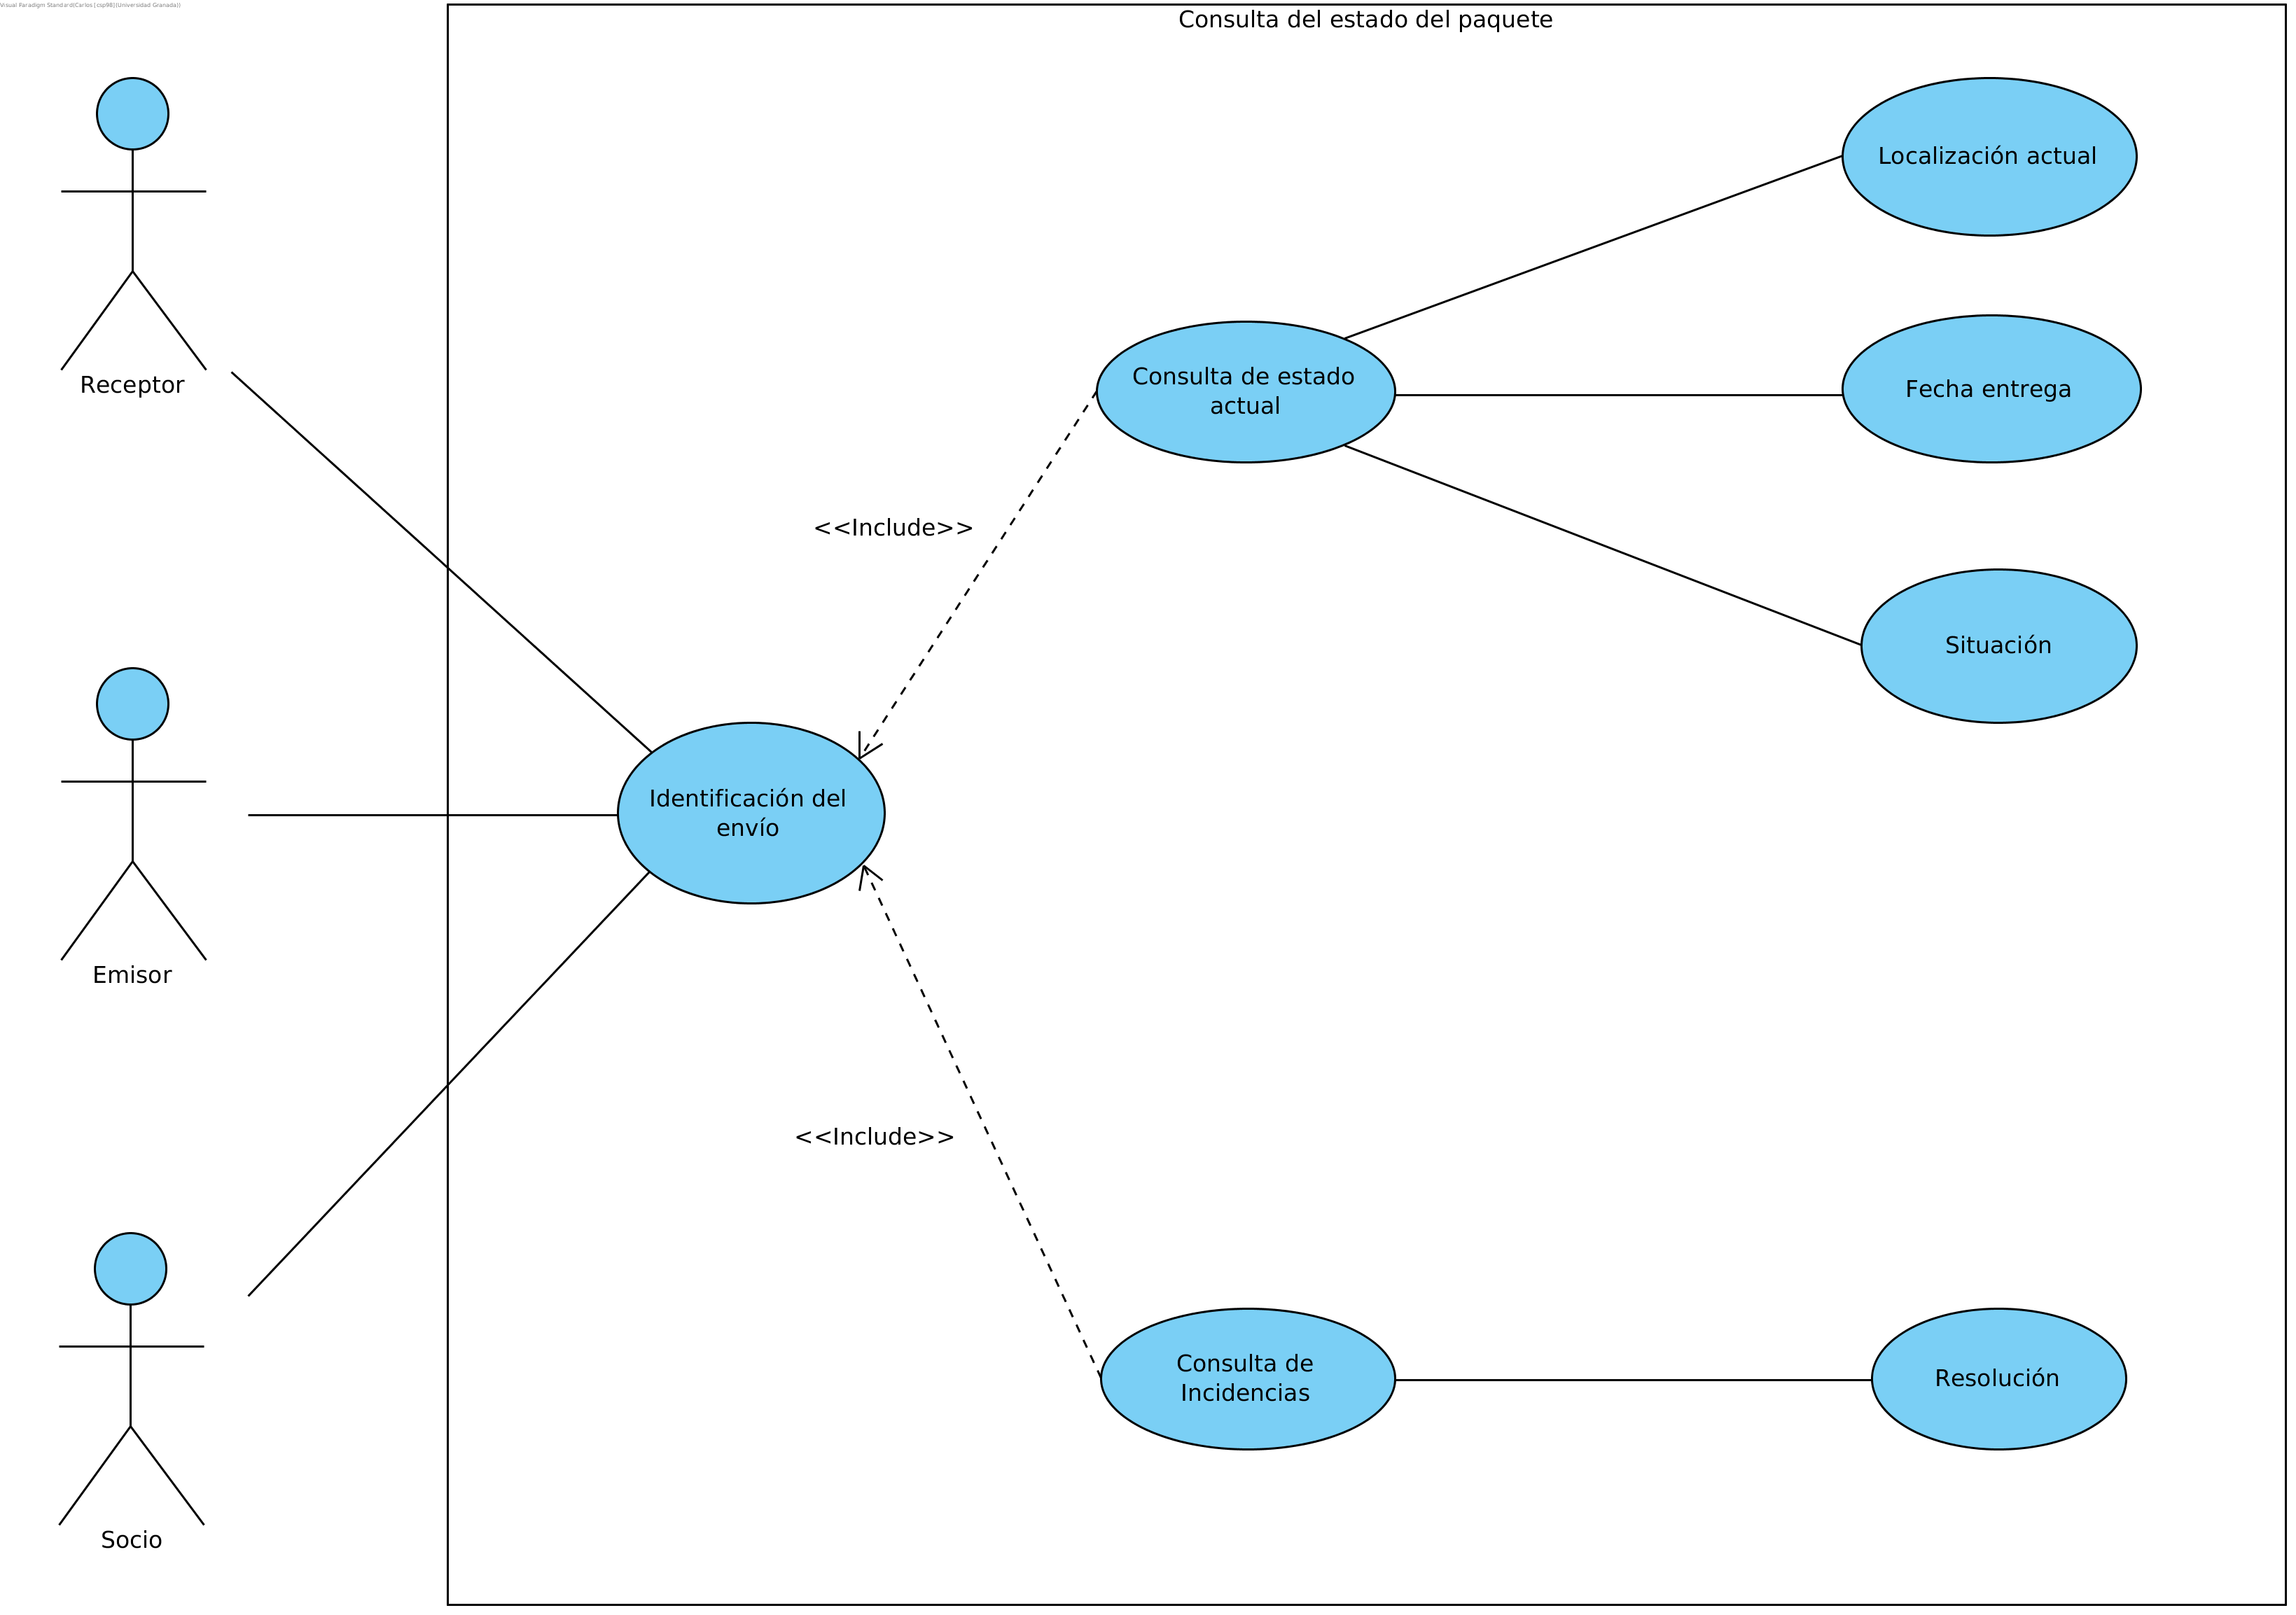 Visual Paradigm Standard(Carlos [csp98](Universidad Granada))
Consulta del estado del paquete
Localización actual
Receptor
Consulta de estado
actual
Fecha entrega
<<Include>>
Situación
Identificación del
envío
Emisor
<<Include>>
Consulta de
Incidencias
Resolución
Socio